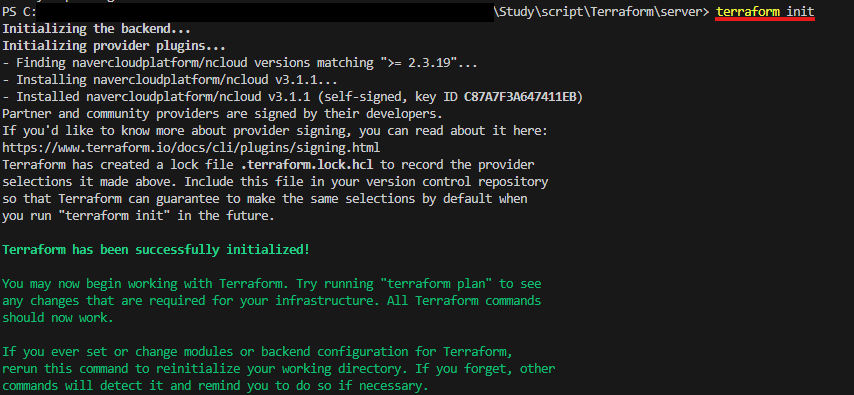 PS C:\Study\script\Terraform\server> terraform init
Initializing the backend...
Initializing provider plugins...
- Finding navercloudplatform/ncloud versions matching ">= 2.3.19"...
- Installing navercloudplatform/ncloud v3.1.1...
- Installed navercloudplatform/ncloud v3.1.1 (self-signed, key ID C87A7F3A647411EB)
Partner and community providers are signed by their developers.
If you'd like to know more about provider signing, you can read about it here:
https://www.terraform.io/docs/cli/plugins/signing.html
Terraform has created a lock file .terraform.lock.hcl to record the provider
selections it made above. Include this file in your version control repository
so that Terraform can guarantee to make the same selections by default when
you run "terraform init" in the future.
Terraform has been successfully initialized!
You may now begin working with Terraform. Try running "terraform plan" to see
any changes that are required for your infrastructure. All Terraform commands
should now work.
If you ever set or change modules or backend configuration for Terraform,
rerun this command to reinitialize your working directory. If you forget, other
commands will detect it and remind you to do so if necessary.